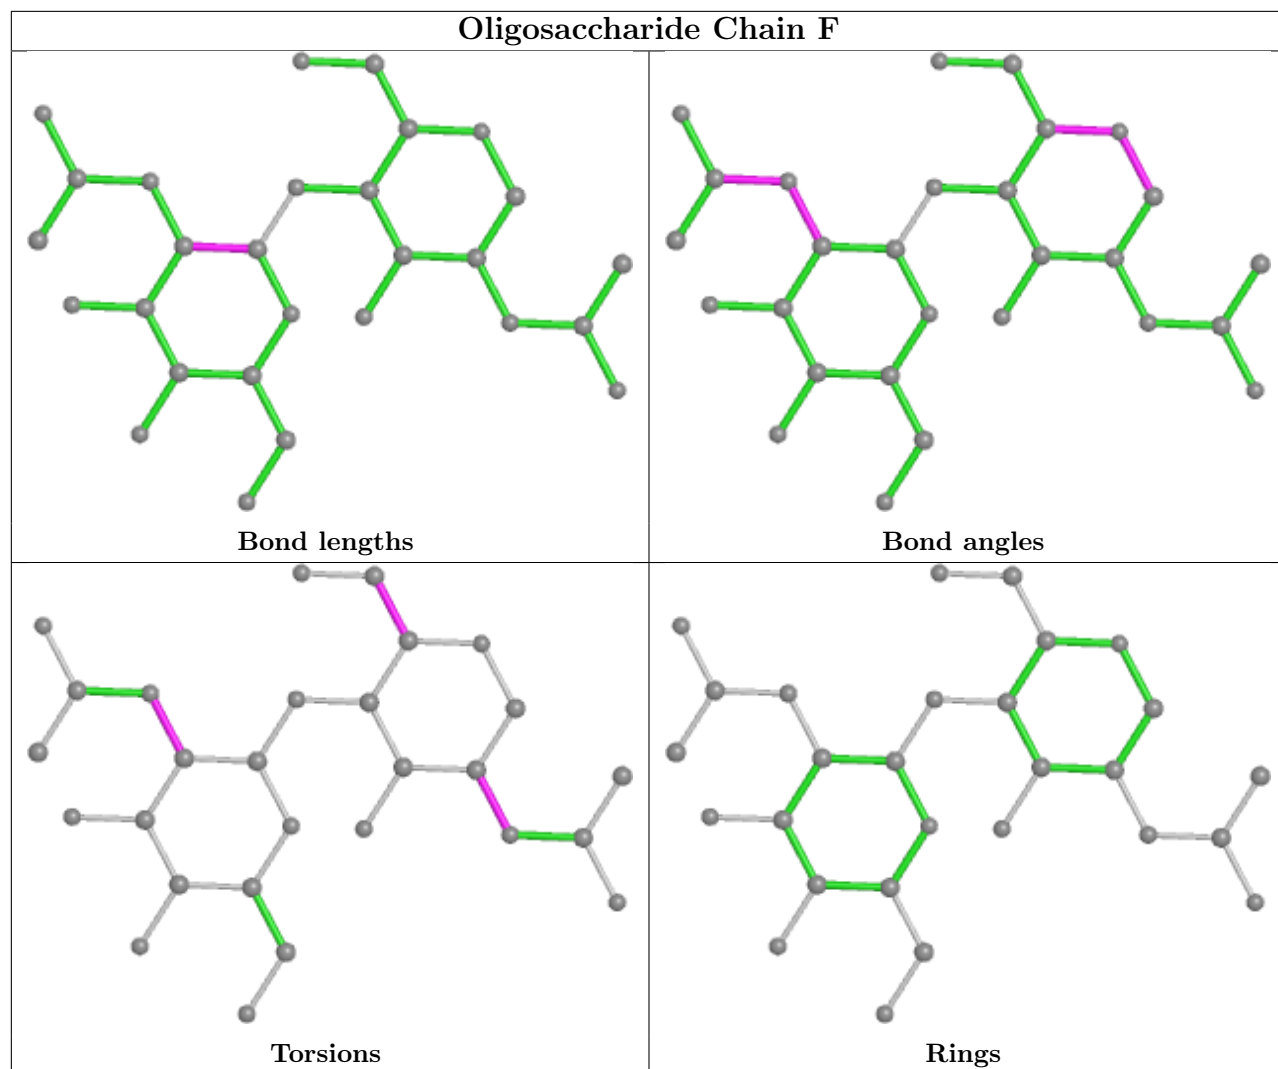 Oligosaccharide Chain F
Bond lengths
Bond angles
Torsions
Rings